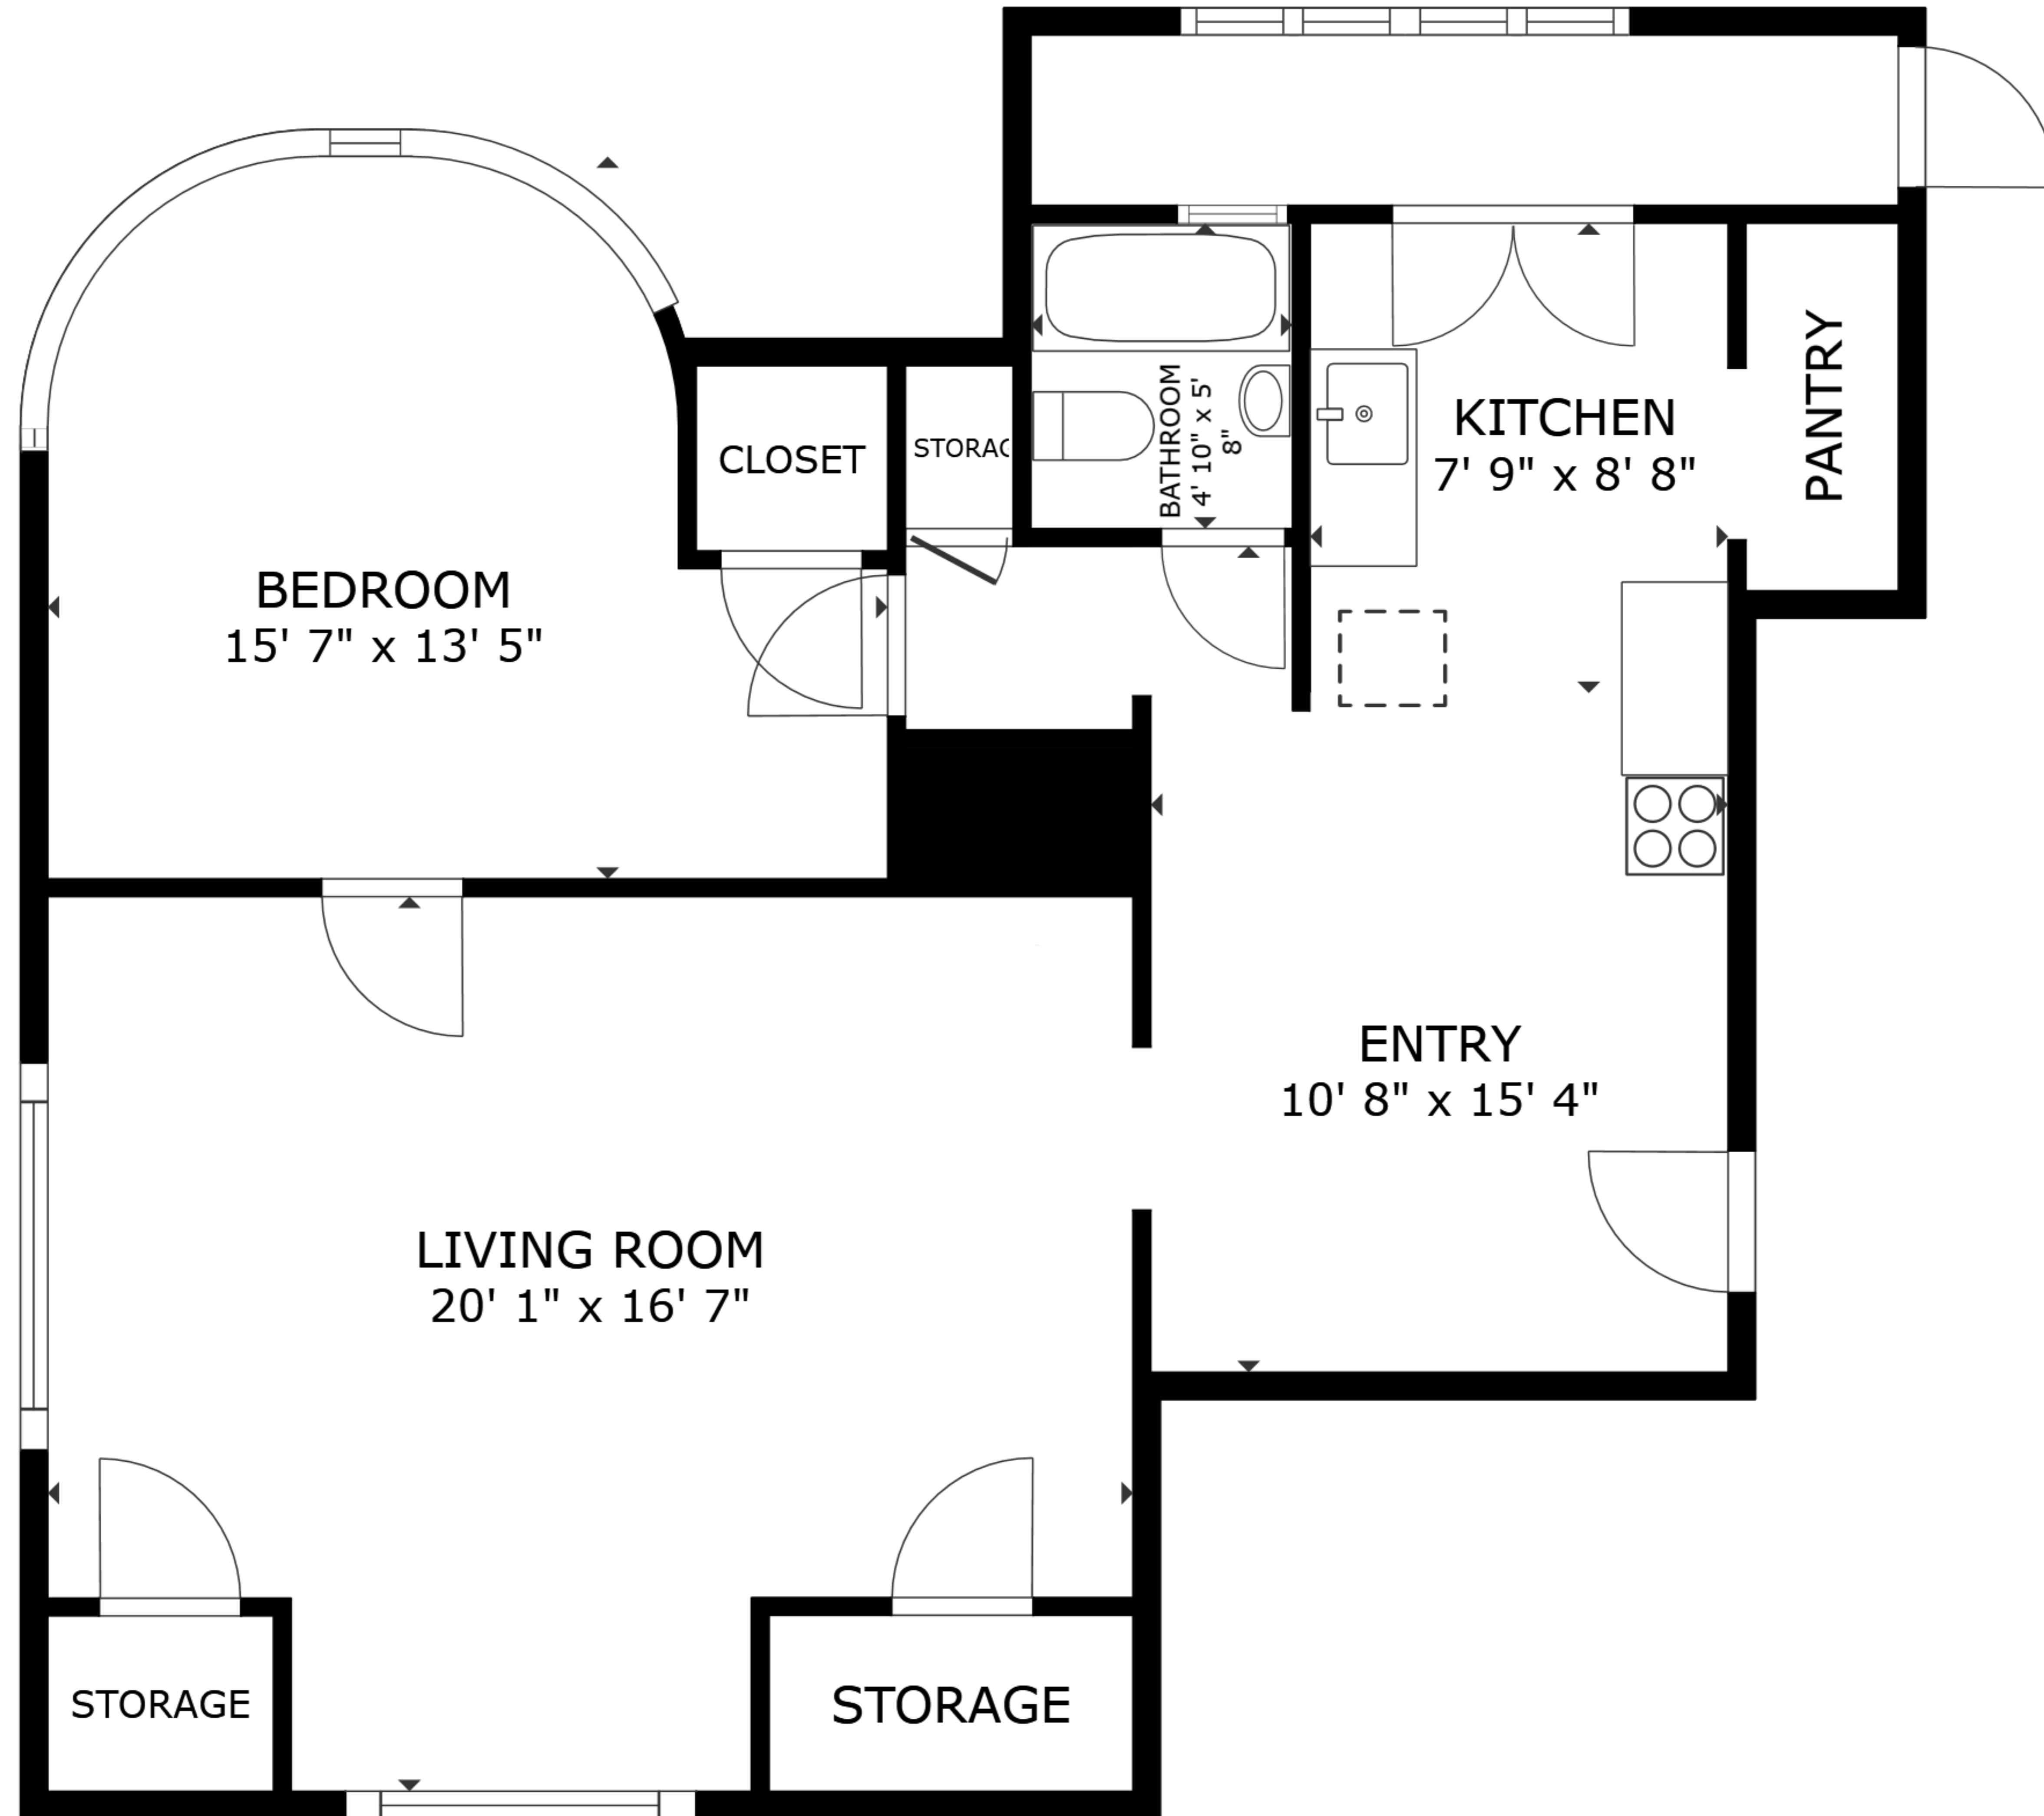 BATHROOM
4' 10" x 5'
8"
KITCHEN
7' 9" x 8' 8"
PANTRY
CLOSET
STORAC
BEDROOM
15' 7" x 13' 5"
ENTRY
10' 8" x 15' 4"
LIVING ROOM
20' 1" x 16' 7"
STORAGE
STORAGE